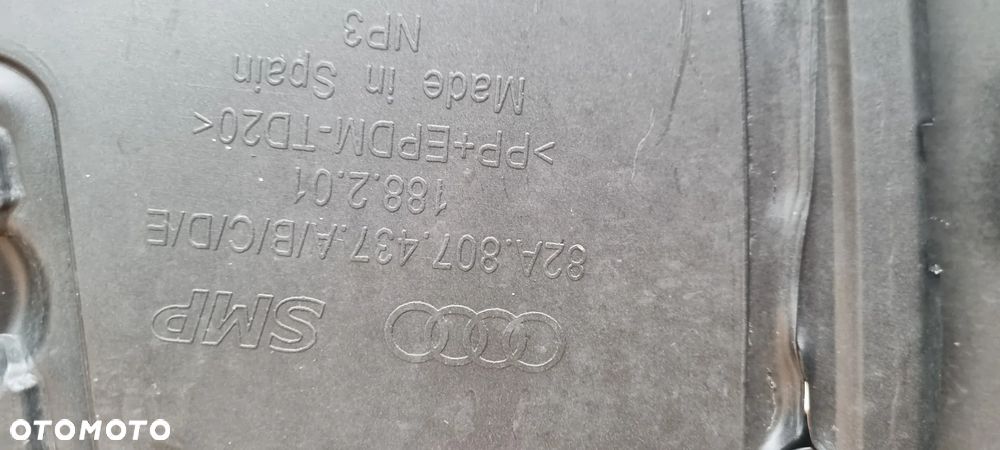 SMP
82A.807.437.A/B/C/D/E
188.2.01
>PP+EPDM-TD20<
Made in Spain
NP3
OTOMOTO